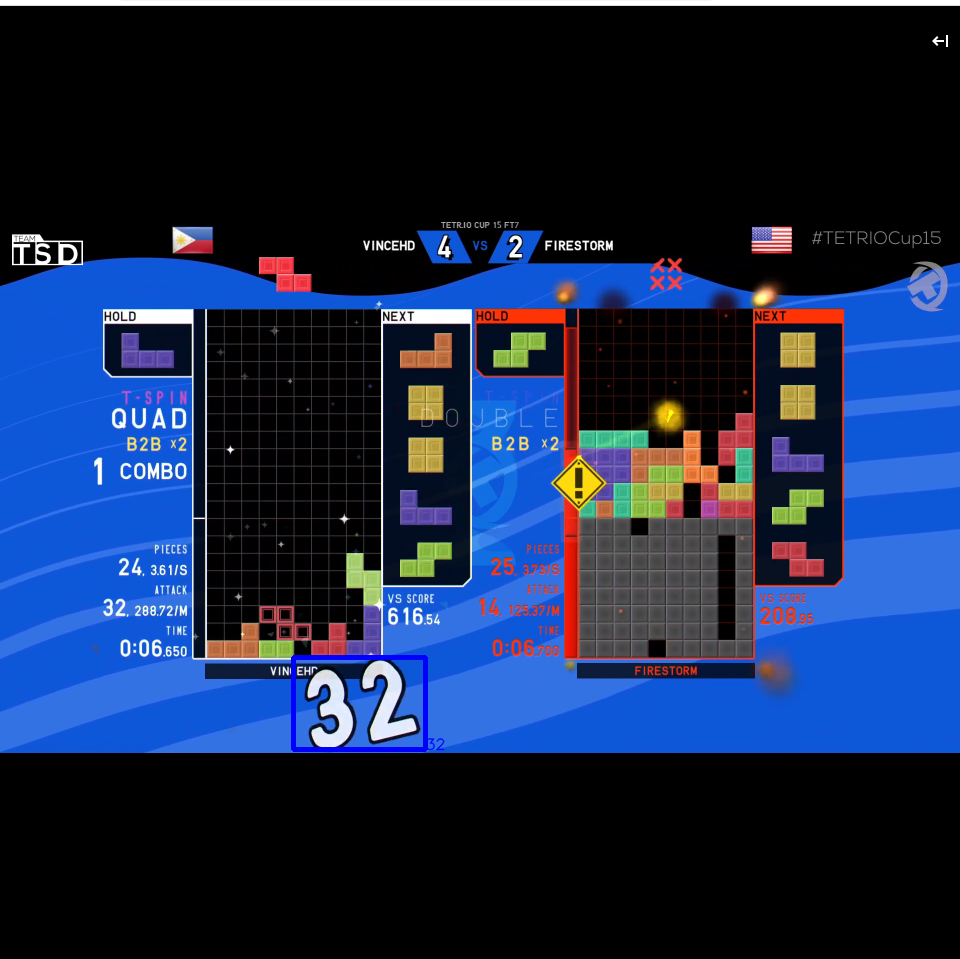 TETR.IO CUP 15 FT7
TEAM
TSD
VINCEHD 4 VS 2 FIRESTORM
#TETRIOCup15
HOLD
NEXT
T-SPIN
QUAD
B2B ×2
1 COMBO
PIECES
24, 3.61/S
ATTACK
32, 288.72/M
TIME
0:06.650
VS SCORE
616.54
VINCEHD
HOLD
NEXT
T-SPIN
DOUBLE
B2B ×2
!
PIECES
25, 3.73/S
ATTACK
14, 125.37/M
TIME
0:06.700
VS SCORE
208.95
FIRESTORM
32
32